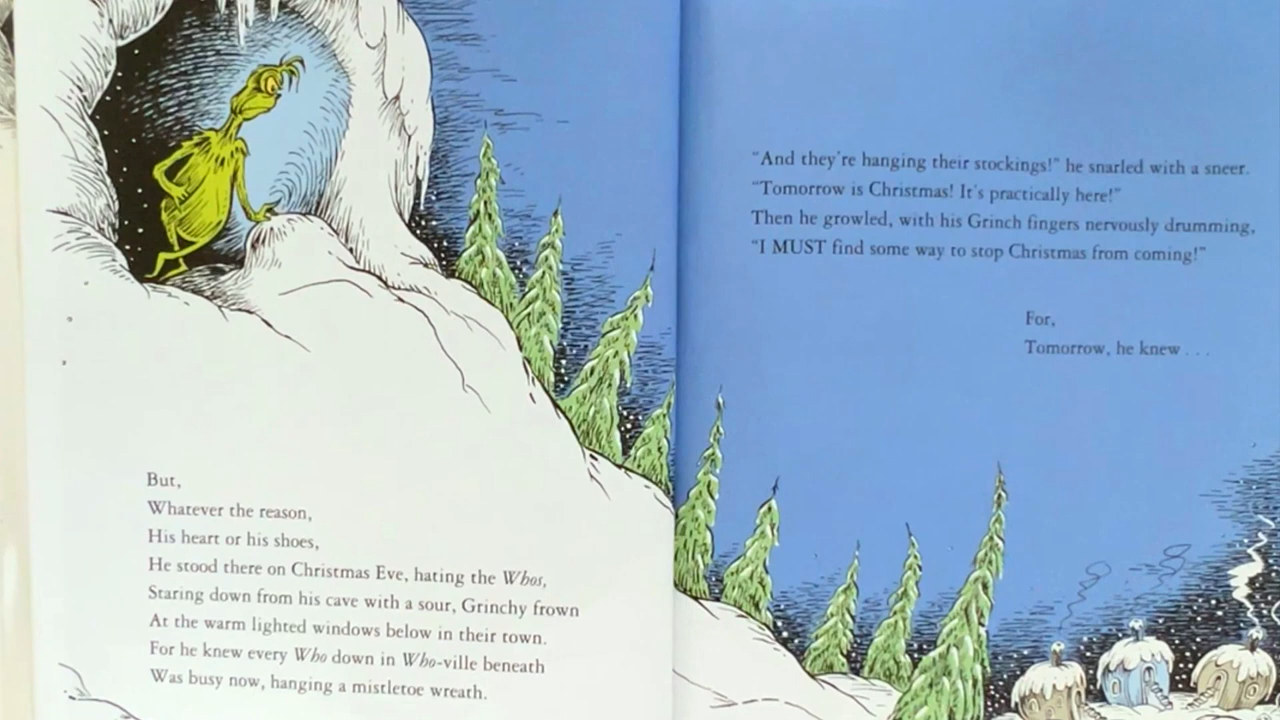 But,
Whatever the reason,
His heart or his shoes,
He stood there on Christmas Eve, hating the Whos,
Staring down from his cave with a sour, Grinchy frown
At the warm lighted windows below in their town.
For he knew every Who down in Who-ville beneath
Was busy now, hanging a mistletoe wreath.
"And they're hanging their stockings!" he snarled with a sneer.
"Tomorrow is Christmas! It's practically here!"
Then he growled, with his Grinch fingers nervously drumming,
"I MUST find some way to stop Christmas from coming!"
For,
Tomorrow, he knew . . .